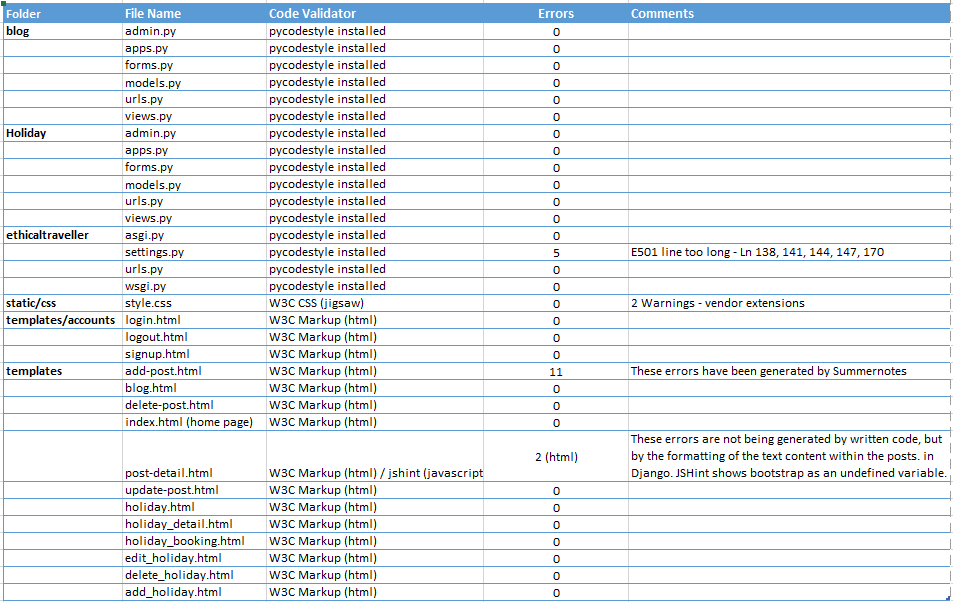 Folder File Name Code Validator Errors Comments
blog admin.py pycodestyle installed 0
apps.py pycodestyle installed 0
forms.py pycodestyle installed 0
models.py pycodestyle installed 0
urls.py pycodestyle installed 0
views.py pycodestyle installed 0
Holiday admin.py pycodestyle installed 0
apps.py pycodestyle installed 0
forms.py pycodestyle installed 0
models.py pycodestyle installed 0
urls.py pycodestyle installed 0
views.py pycodestyle installed 0
ethicaltraveller asgi.py pycodestyle installed 0
settings.py pycodestyle installed 5 E501 line too long - Ln 138, 141, 144, 147, 170
urls.py pycodestyle installed 0
wsgi.py pycodestyle installed 0
static/css style.css W3C CSS (jigsaw) 0 2 Warnings - vendor extensions
templates/accounts login.html W3C Markup (html) 0
logout.html W3C Markup (html) 0
signup.html W3C Markup (html) 0
templates add-post.html W3C Markup (html) 11 These errors have been generated by Summernotes
blog.html W3C Markup (html) 0
delete-post.html W3C Markup (html) 0
index.html (home page) W3C Markup (html) 0
These errors are not being generated by written code, but
2 (html) by the formatting of the text content within the posts. in
post-detail.html W3C Markup (html) / jshint (javascript Django. JSHint shows bootstrap as an undefined variable.
update-post.html W3C Markup (html) 0
holiday.html W3C Markup (html) 0
holiday_detail.html W3C Markup (html) 0
holiday_booking.html W3C Markup (html) 0
edit_holiday.html W3C Markup (html) 0
delete_holiday.html W3C Markup (html) 0
add_holiday.html W3C Markup (html) 0